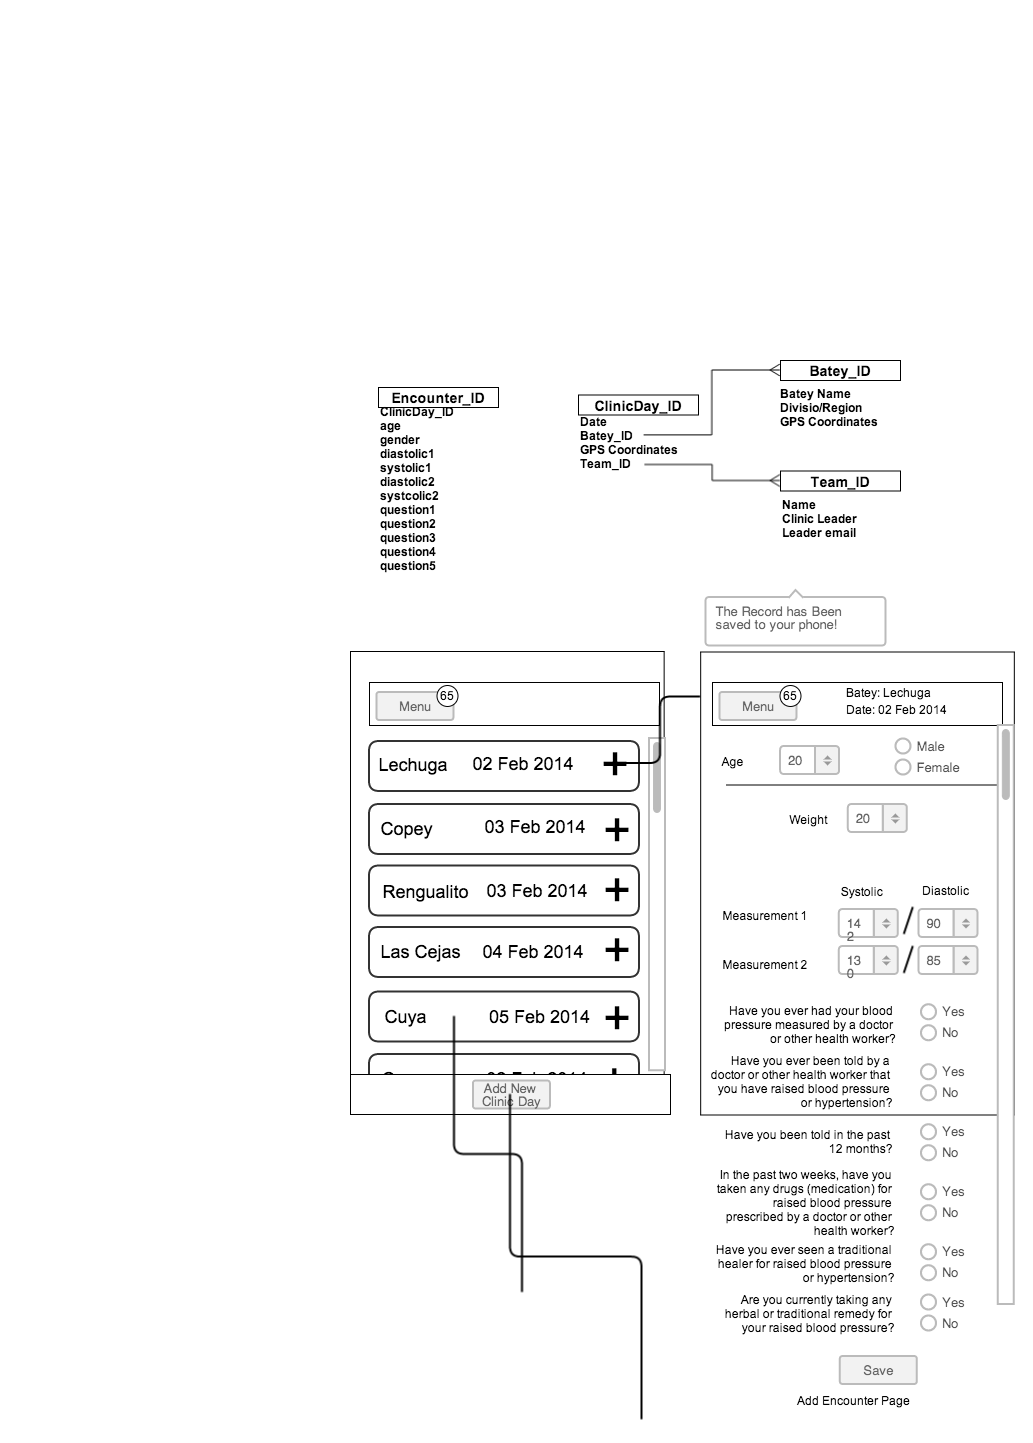 Encounter_ID
ClinicDay_ID
age
gender
diastolic1
systolic1
diastolic2
systcolic2
question1
question2
question3
question4
question5
ClinicDay_ID
Date
Batey_ID
GPS Coordinates
Team_ID
Batey_ID
Batey Name
Divisio/Region
GPS Coordinates
Team_ID
Name
Clinic Leader
Leader email
The Record has Been
saved to your phone!
Menu
65
Lechuga 02 Feb 2014
Copey 03 Feb 2014
Rengualito 03 Feb 2014
Las Cejas 04 Feb 2014
Cuya 05 Feb 2014
Add New
Clinic Day
Menu
65
Batey: Lechuga
Date: 02 Feb 2014
Age 20
Male
Female
Weight 20
Systolic Diastolic
Measurement 1
14
2
90
Measurement 2
13
0
85
Have you ever had your blood
pressure measured by a doctor
or other health worker?
Yes
No
Have you ever been told by a
doctor or other health worker that
you have raised blood pressure
or hypertension?
Yes
No
Have you been told in the past
12 months?
Yes
No
In the past two weeks, have you
taken any drugs (medication) for
raised blood pressure
prescribed by a doctor or other
health worker?
Yes
No
Have you ever seen a traditional
healer for raised blood pressure
or hypertension?
Yes
No
Are you currently taking any
herbal or traditional remedy for
your raised blood pressure?
Yes
No
Save
Add Encounter Page